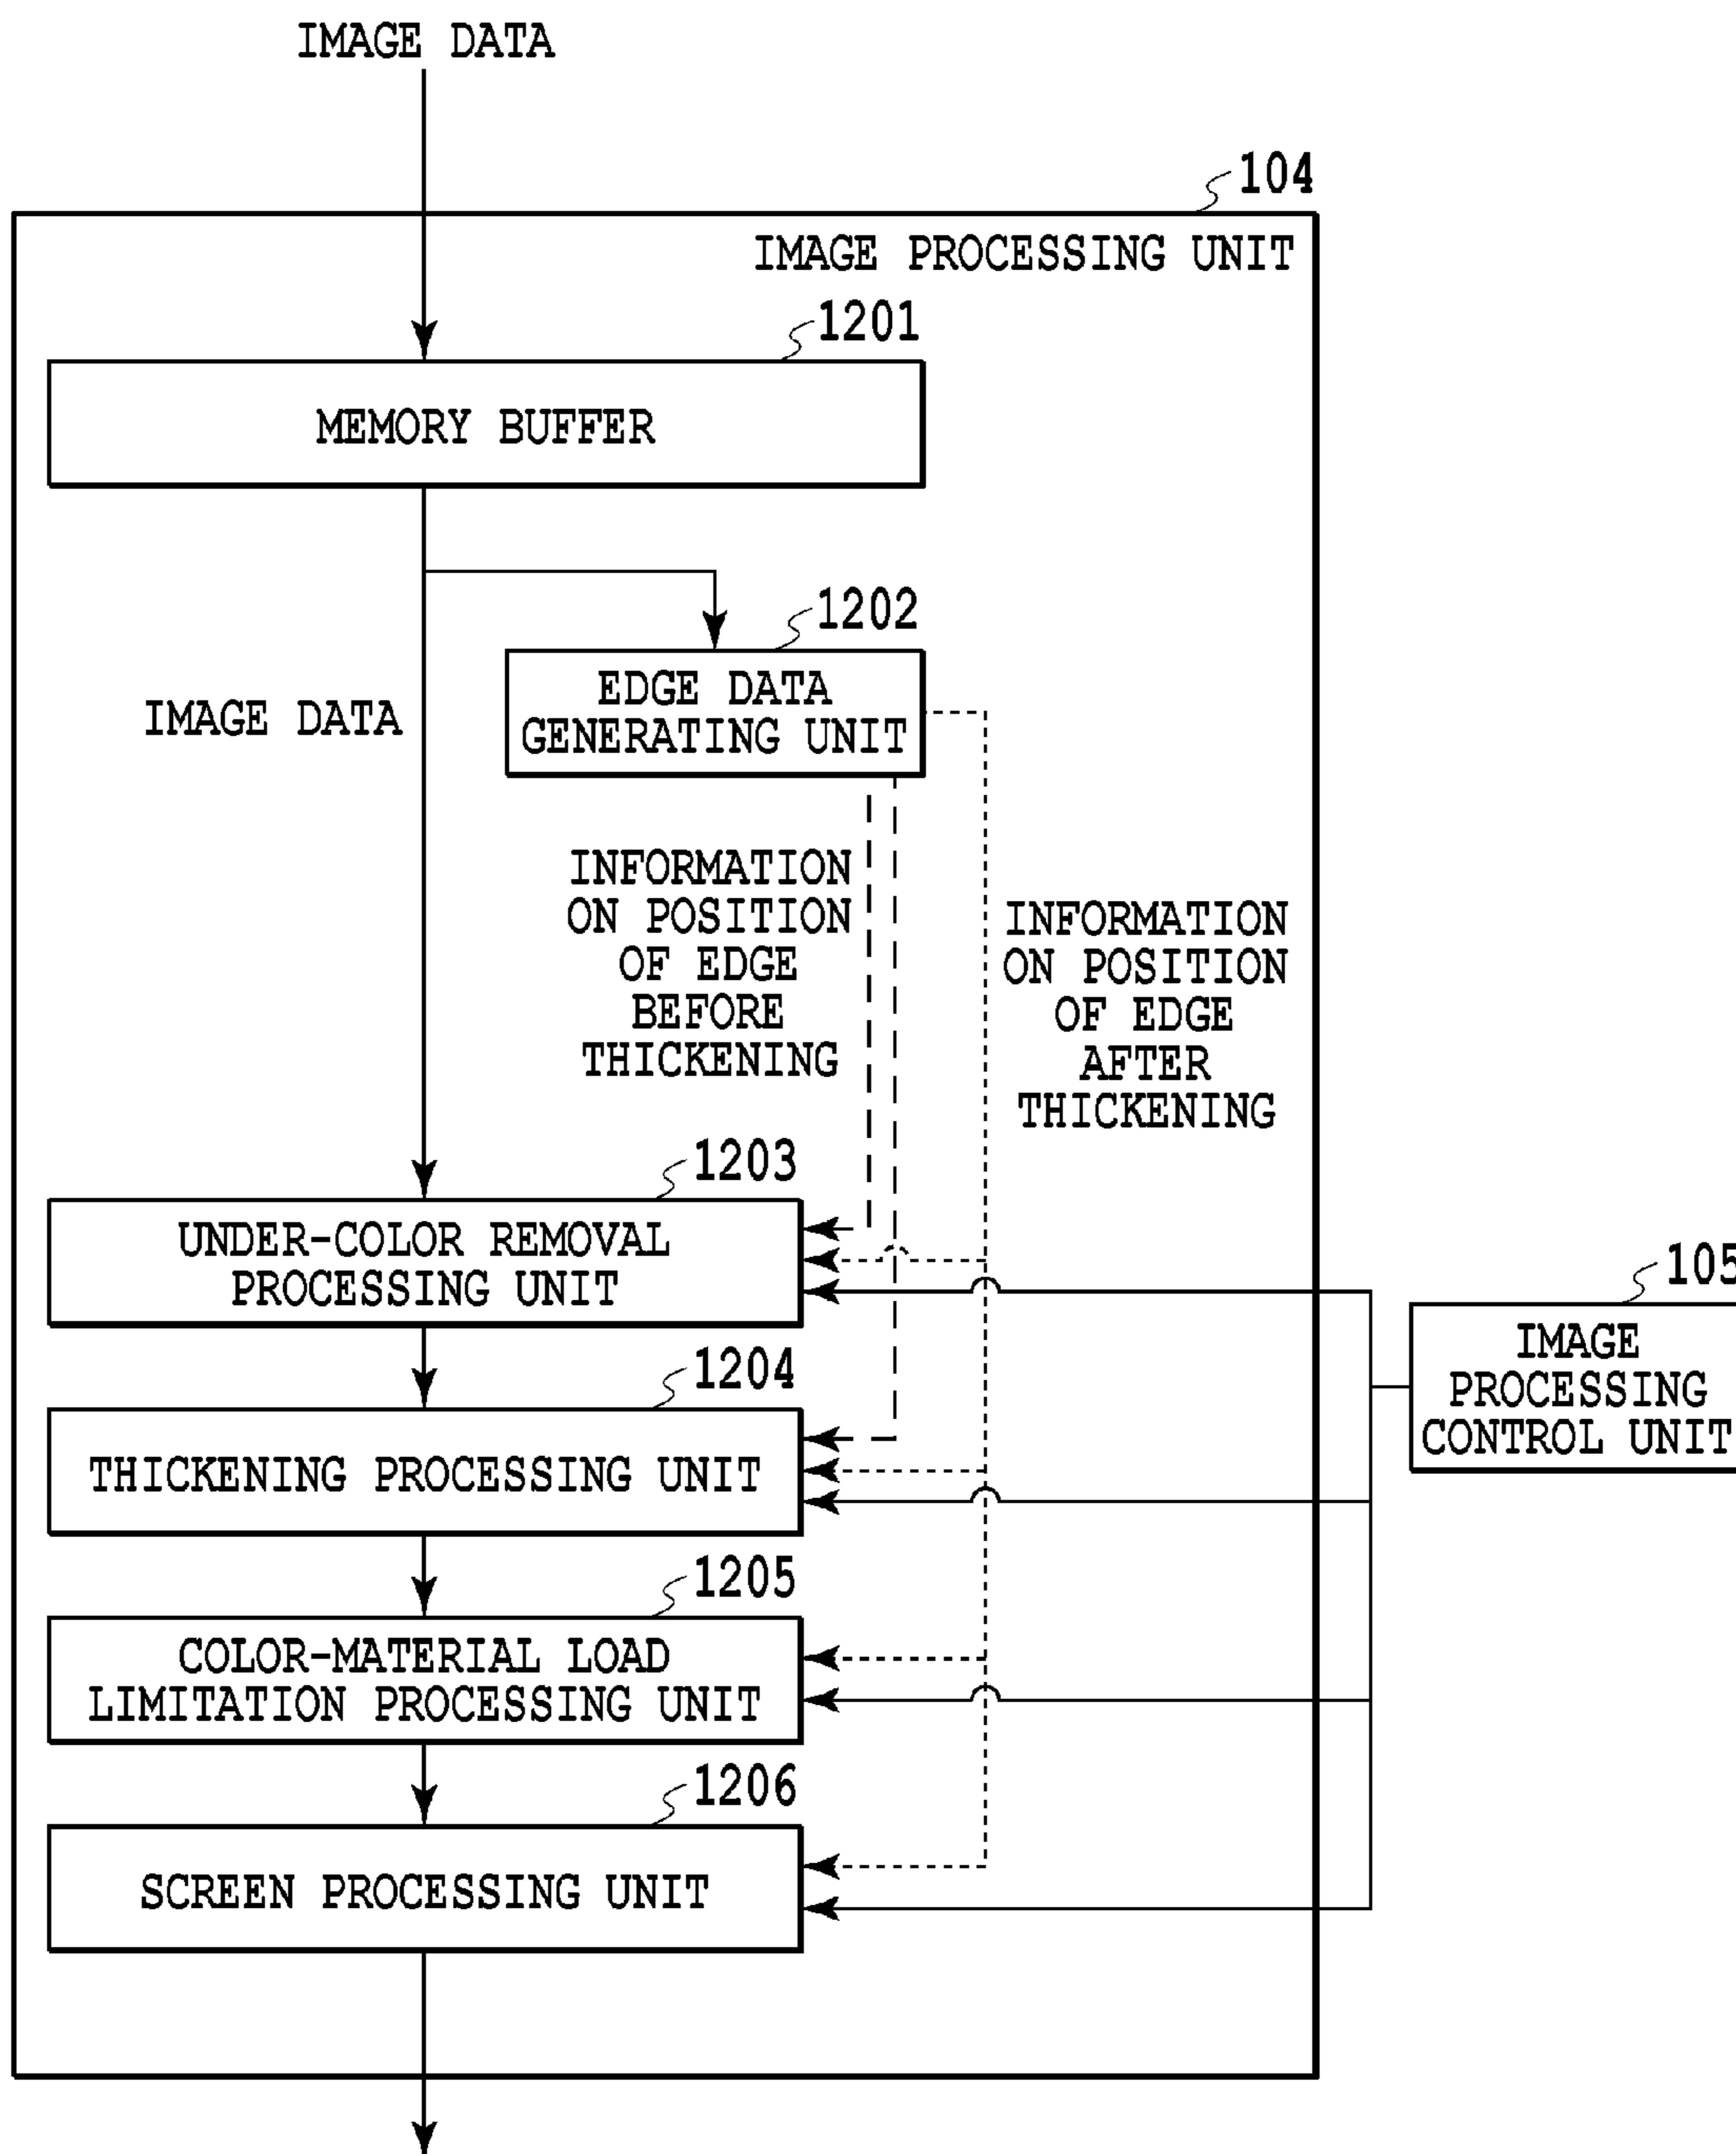 IMAGE DATA
104
IMAGE PROCESSING UNIT
1201
MEMORY BUFFER
1202
EDGE DATA
GENERATING UNIT
IMAGE DATA
INFORMATION
ON POSITION
OF EDGE
BEFORE
THICKENING
INFORMATION
ON POSITION
OF EDGE
AFTER
THICKENING
1203
UNDER-COLOR REMOVAL
PROCESSING UNIT
105
IMAGE
PROCESSING
CONTROL UNIT
1204
THICKENING PROCESSING UNIT
1205
COLOR-MATERIAL LOAD
LIMITATION PROCESSING UNIT
1206
SCREEN PROCESSING UNIT